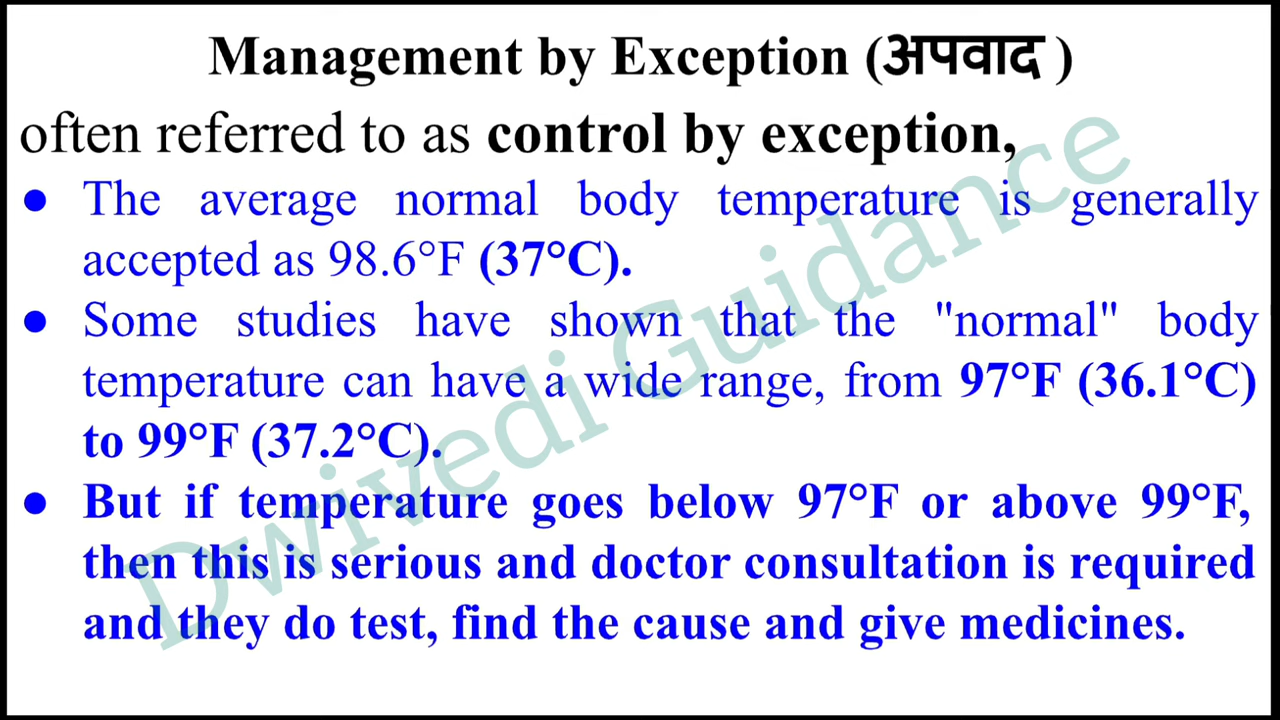 Management by Exception (अपवाद )
often referred to as control by exception,
● The average normal body temperature is generally
accepted as 98.6°F (37°C).
● Some studies have shown that the "normal" body
temperature can have a wide range, from 97°F (36.1°C)
to 99°F (37.2°C).
● But if temperature goes below 97°F or above 99°F,
then this is serious and doctor consultation is required
and they do test, find the cause and give medicines.
Dwivedi Guidance